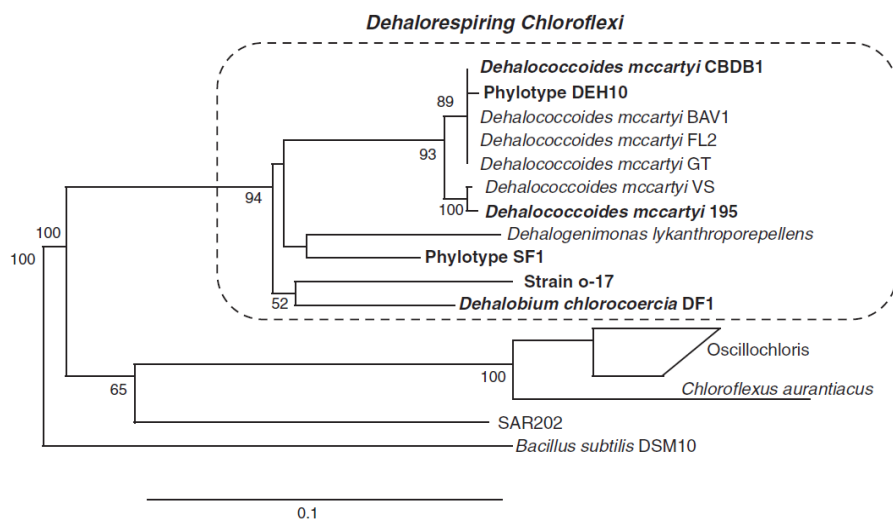 Dehalorespiring Chloroflexi
Dehalococcoides mccartyi CBDB1
89
Phylotype DEH10
Dehalococcoides mccartyi BAV1
Dehalococcoides mccartyi FL2
93
Dehalococcoides mccartyi GT
Dehalococcoides mccartyi VS
94
100
Dehalococcoides mccartyi 195
Dehalogenimonas lykanthroporepellens
100
Phylotype SF1
100
Strain o-17
52
Dehalobium chlorocoercia DF1
Oscillochloris
100
65
Chloroflexus aurantiacus
SAR202
Bacillus subtilis DSM10
0.1